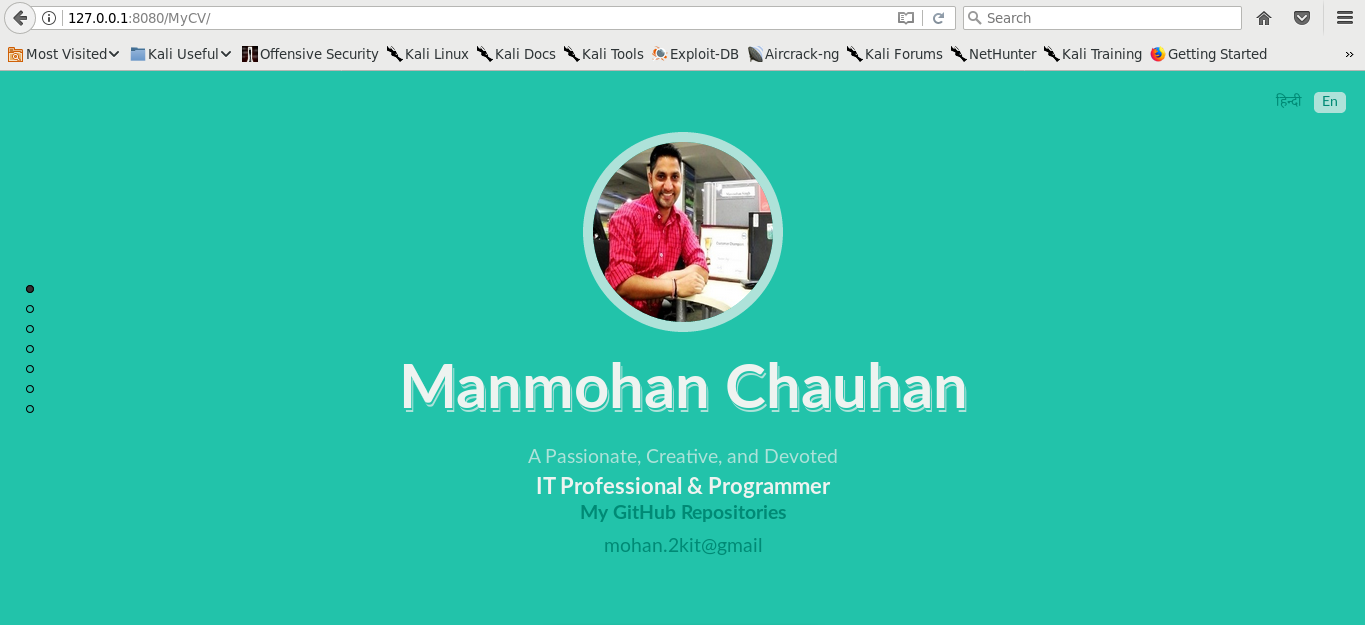 127.0.0.1:8080/MyCV/
Search
Most Visited
Kali Useful
Offensive Security
Kali Linux
Kali Docs
Kali Tools
Exploit-DB
Aircrack-ng
Kali Forums
NetHunter
Kali Training
Getting Started
हिन्दी
En
Manmohan Chauhan
A Passionate, Creative, and Devoted
IT Professional & Programmer
My GitHub Repositories
mohan.2kit@gmail